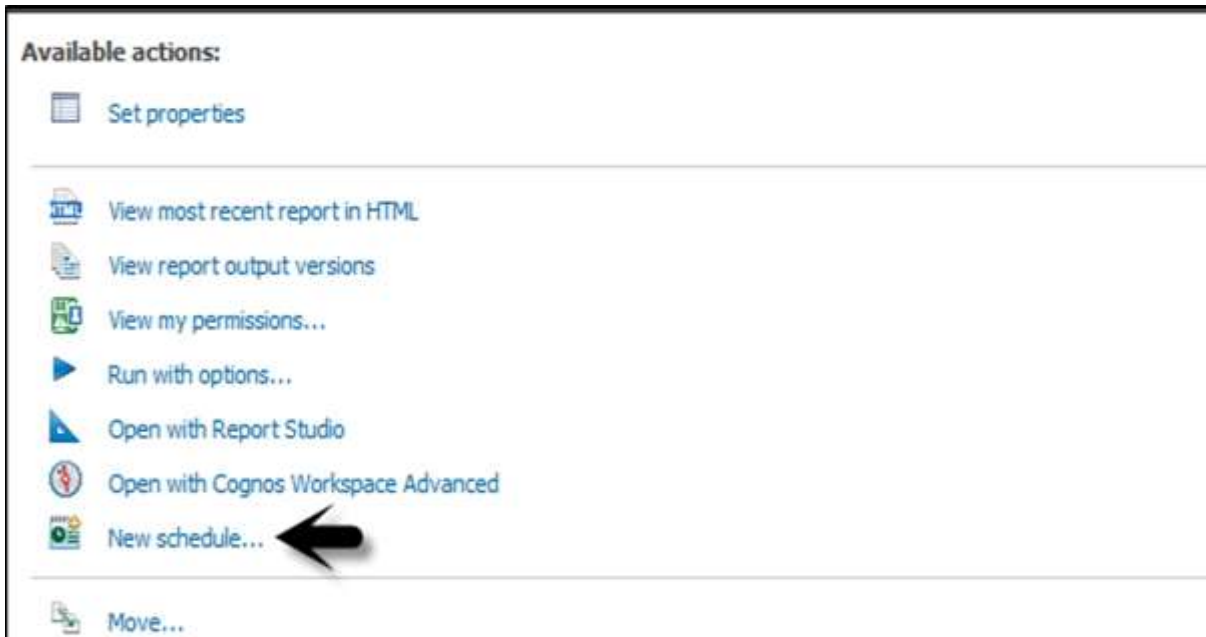 Available actions:
Set properties
HTML
View most recent report in HTML
View report output versions
View my permissions...
Run with options...
Open with Report Studio
Open with Cognos Workspace Advanced
New schedule...
Move...